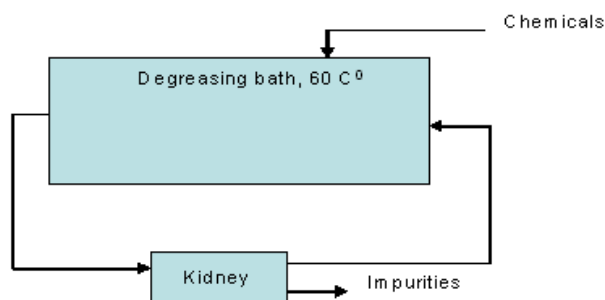 Chemicals
Degreasing bath, 60 C⁰
Kidney
Impurities